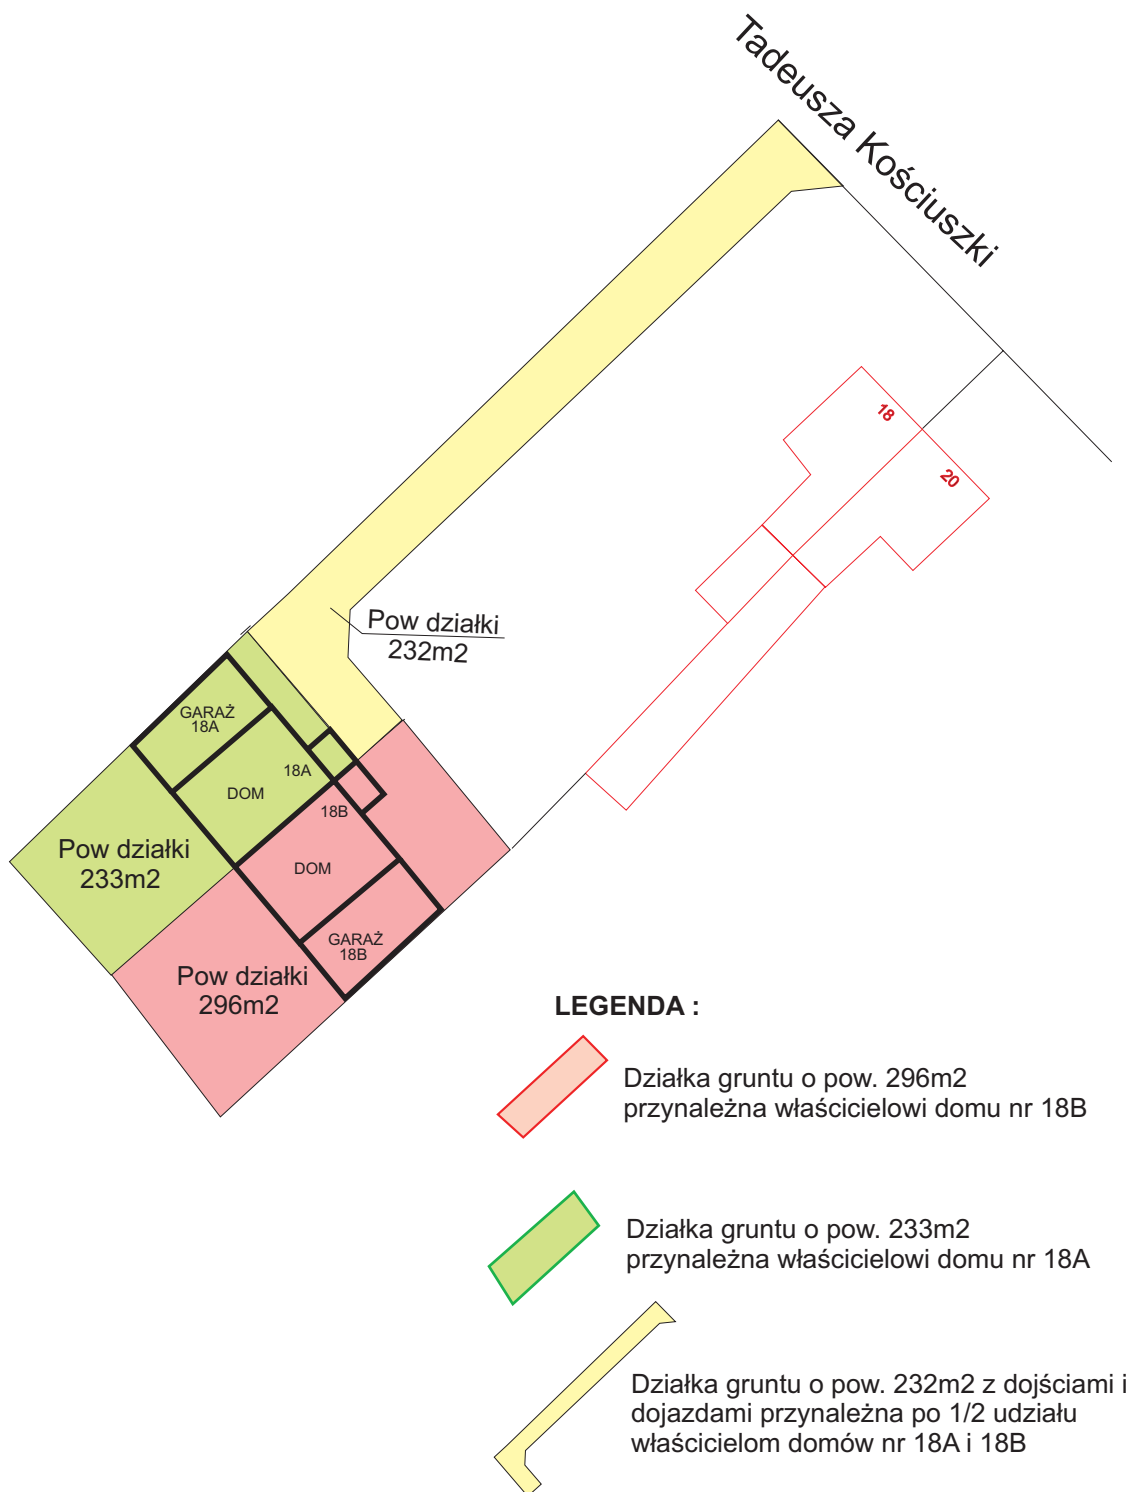 Tadeusza Kościuszki
18
20
Pow działki
232m2
GARAŻ
18A
18A
DOM
18B
Pow działki
233m2
DOM
GARAŻ
18B
Pow działki
296m2
LEGENDA :
Działka gruntu o pow. 296m2
przynależna właścicielowi domu nr 18B
Działka gruntu o pow. 233m2
przynależna właścicielowi domu nr 18A
Działka gruntu o pow. 232m2 z dojściami i
dojazdami przynależna po 1/2 udziału
właścicielom domów nr 18A i 18B